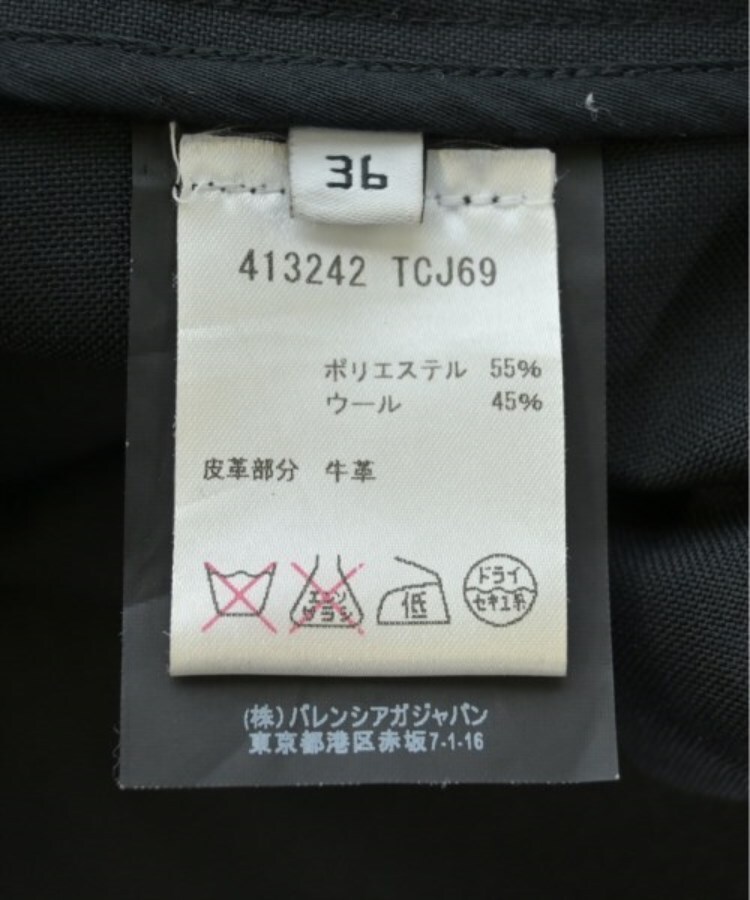 36
413242 TCJ69
ポリエステル 55%
ウール 45%
皮革部分 牛革
エンソ
サラシ
低
ドライ
セキユ系
(株)バレンシアガジャパン
東京都港区赤坂7-1-16